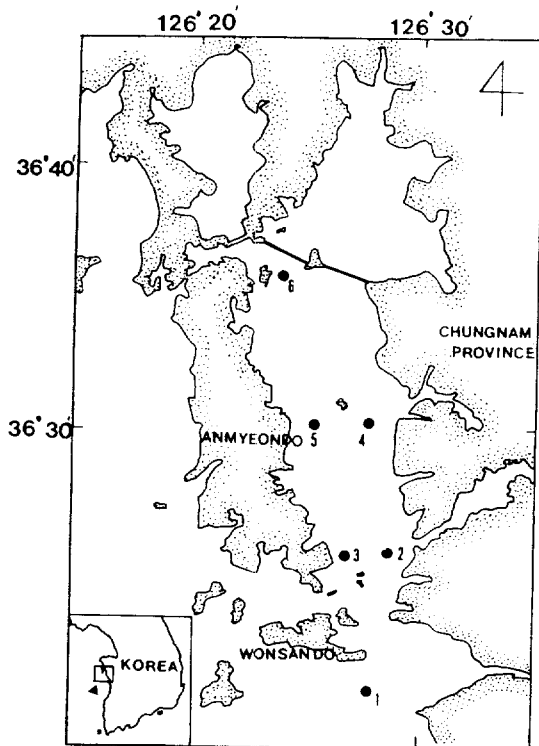 126° 20′
126° 30′
36° 40′
6
CHUNGNAM
PROVINCE
36° 30′
ANMYEONDO
5
4
3
2
WONSANDO
KOREA
1